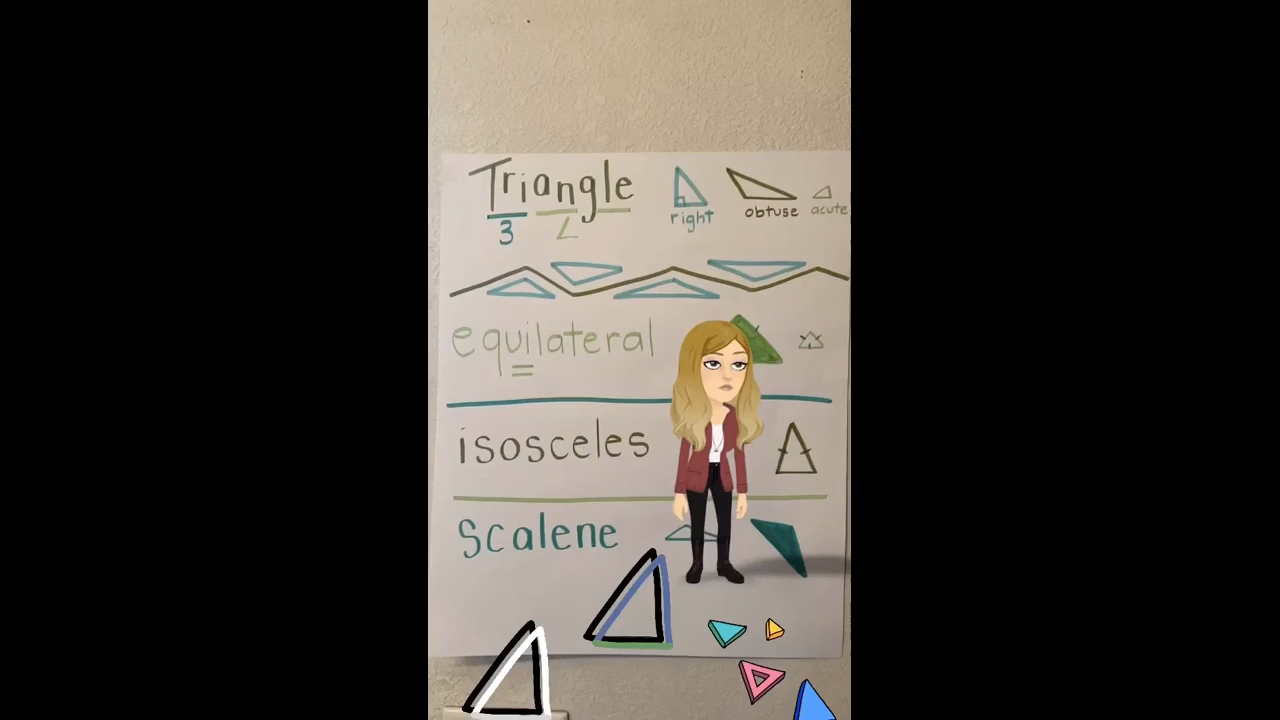 Triangle
3 ∠
right obtuse acute
equilateral
isosceles
scalene